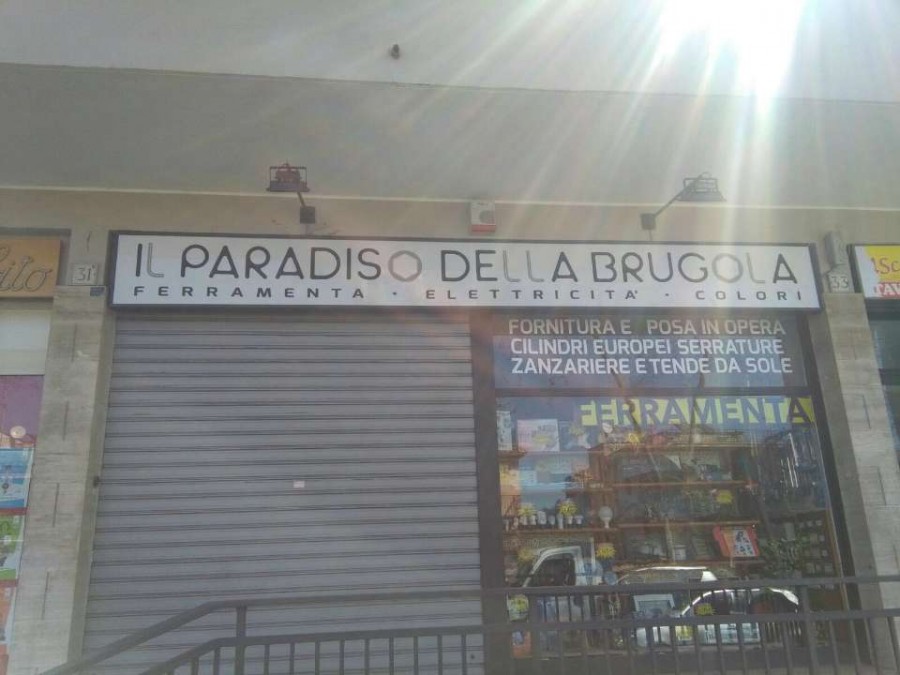 IL PARADISO DELLA BRUGOLA
FERRAMENTA · ELETTRICITA' · COLORI
31
33
FORNITURA E POSA IN OPERA
CILINDRI EUROPEI SERRATURE
ZANZARIERE E TENDE DA SOLE
FERRAMENTA